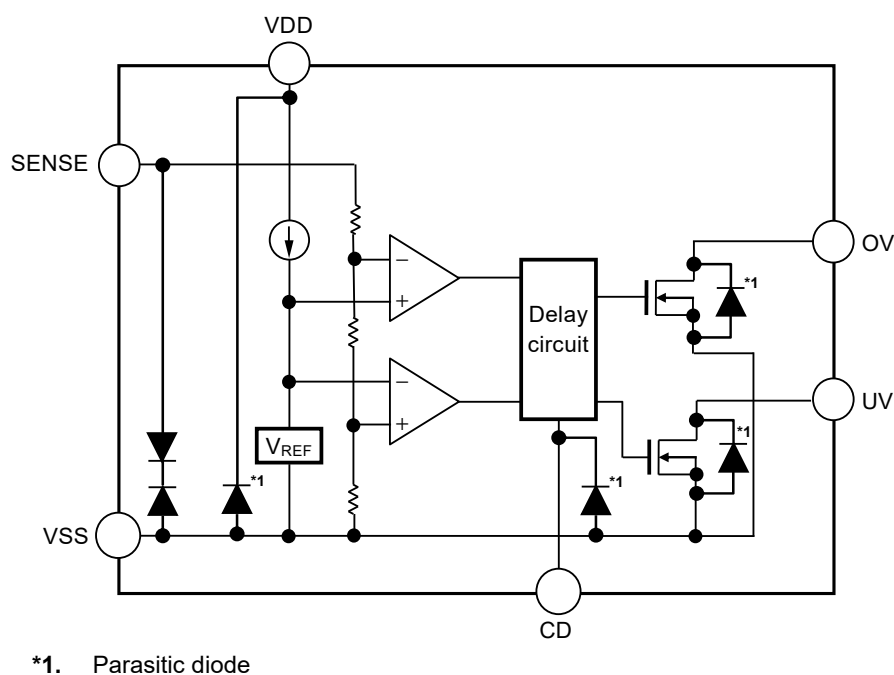 VDD
SENSE
OV
*1
−
+
Delay
circuit
−
+
UV
*1
VREF
*1
*1
VSS
CD
*1. Parasitic diode